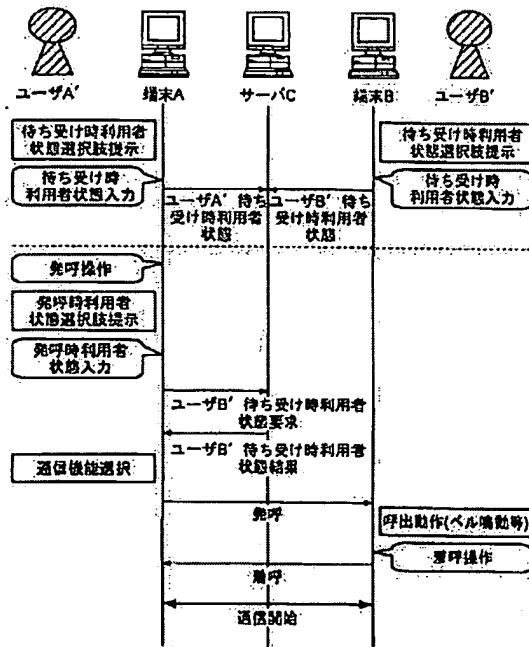 ユーザA′
端末A
サーバC
端末B
ユーザB′
待ち受け時利用者
状態選択肢提示
待ち受け時利用者
状態選択肢提示
待ち受け時
利用者状態入力
待ち受け時
利用者状態入力
ユーザA′ 待ち
受け時利用者
状態
ユーザB′ 待ち
受け時利用者
状態
発呼操作
発呼時利用者
状態選択肢提示
発呼時利用者
状態入力
ユーザB′ 待ち受け時利用者
状態要求
ユーザB′ 待ち受け時利用者
状態結果
通信機能選択
発呼
呼出動作(ベル鳴動等)
着呼操作
着呼
通信開始